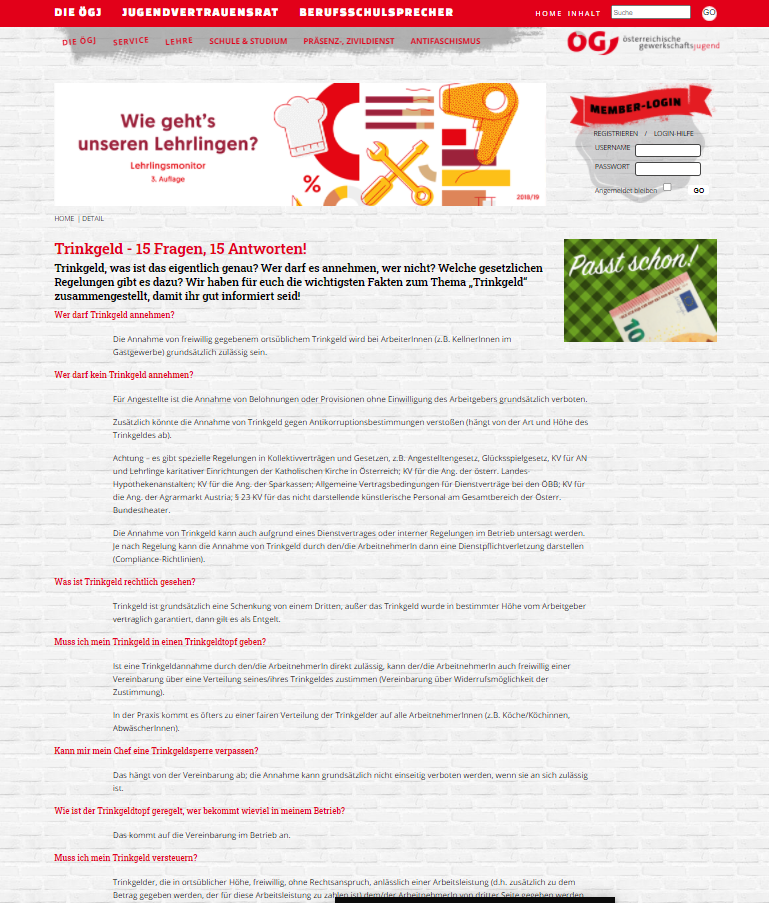 DIE ÖGJ JUGENDVERTRAUENSRAT BERUFSSCHULSPRECHER
HOME INHALT Suche GO
DIE ÖGJ SERVICE LEHRE SCHULE & STUDIUM PRÄSENZ-, ZIVILDIENST ANTIFASCHISMUS
ÖGJ österreichische
gewerkschaftsjugend
Wie geht's
unseren Lehrlingen?
Lehrlingsmonitor
3. Auflage
%
2018/19
MEMBER-LOGIN
REGISTRIEREN / LOGIN-HILFE
USERNAME
PASSWORT
Angemeldet bleiben GO
HOME | DETAIL
Trinkgeld - 15 Fragen, 15 Antworten!
Trinkgeld, was ist das eigentlich genau? Wer darf es annehmen, wer nicht? Welche gesetzlichen
Regelungen gibt es dazu? Wir haben für euch die wichtigsten Fakten zum Thema „Trinkgeld“
zusammengestellt, damit ihr gut informiert seid!
Passt schon!
10
Wer darf Trinkgeld annehmen?
Die Annahme von freiwillig gegebenem ortsüblichem Trinkgeld wird bei ArbeiterInnen (z.B. KellnerInnen im
Gastgewerbe) grundsätzlich zulässig sein.
Wer darf kein Trinkgeld annehmen?
Für Angestellte ist die Annahme von Belohnungen oder Provisionen ohne Einwilligung des Arbeitgebers grundsätzlich verboten.
Zusätzlich könnte die Annahme von Trinkgeld gegen Antikorruptionsbestimmungen verstoßen (hängt von der Art und Höhe des
Trinkgeldes ab).
Achtung – es gibt spezielle Regelungen in Kollektivverträgen und Gesetzen, z.B. Angestelltengesetz, Glücksspielgesetz, KV für AN
und Lehrlinge karitativer Einrichtungen der Katholischen Kirche in Österreich; KV für die Ang. der österr. Landes-
Hypothekenanstalten; KV für die Ang. der Sparkassen; Allgemeine Vertragsbedingungen für Dienstverträge bei den ÖBB; KV für
die Ang. der Agrarmarkt Austria; § 23 KV für das nicht darstellende künstlerische Personal am Gesamtbereich der Österr.
Bundestheater.
Die Annahme von Trinkgeld kann auch aufgrund eines Dienstvertrages oder interner Regelungen im Betrieb untersagt werden.
Je nach Regelung kann die Annahme von Trinkgeld durch den/die ArbeitnehmerIn dann eine Dienstpflichtverletzung darstellen
(Compliance-Richtlinien).
Was ist Trinkgeld rechtlich gesehen?
Trinkgeld ist grundsätzlich eine Schenkung von einem Dritten, außer das Trinkgeld wurde in bestimmter Höhe vom Arbeitgeber
vertraglich garantiert, dann gilt es als Entgelt.
Muss ich mein Trinkgeld in einen Trinkgeldtopf geben?
Ist eine Trinkgeldannahme durch den/die ArbeitnehmerIn direkt zulässig, kann der/die ArbeitnehmerIn auch freiwillig einer
Vereinbarung über eine Verteilung seines/ihres Trinkgeldes zustimmen (Vereinbarung über Widerrufsmöglichkeit der
Zustimmung).
In der Praxis kommt es öfters zu einer fairen Verteilung der Trinkgelder auf alle ArbeitnehmerInnen (z.B. Köche/Köchinnen,
AbwäscherInnen).
Kann mir mein Chef eine Trinkgeldsperre verpassen?
Das hängt von der Vereinbarung ab; die Annahme kann grundsätzlich nicht einseitig verboten werden, wenn sie an sich zulässig
ist.
Wie ist der Trinkgeldtopf geregelt, wer bekommt wieviel in meinem Betrieb?
Das kommt auf die Vereinbarung im Betrieb an.
Muss ich mein Trinkgeld versteuern?
Trinkgelder, die in ortsüblicher Höhe, freiwillig, ohne Rechtsanspruch, anlässlich einer Arbeitsleistung (d.h. zusätzlich zu dem
Betrag gegeben werden, der für diese Arbeitsleistung zu zahlen ist) dem/der ArbeitnehmerIn von dritter Seite gegeben werden